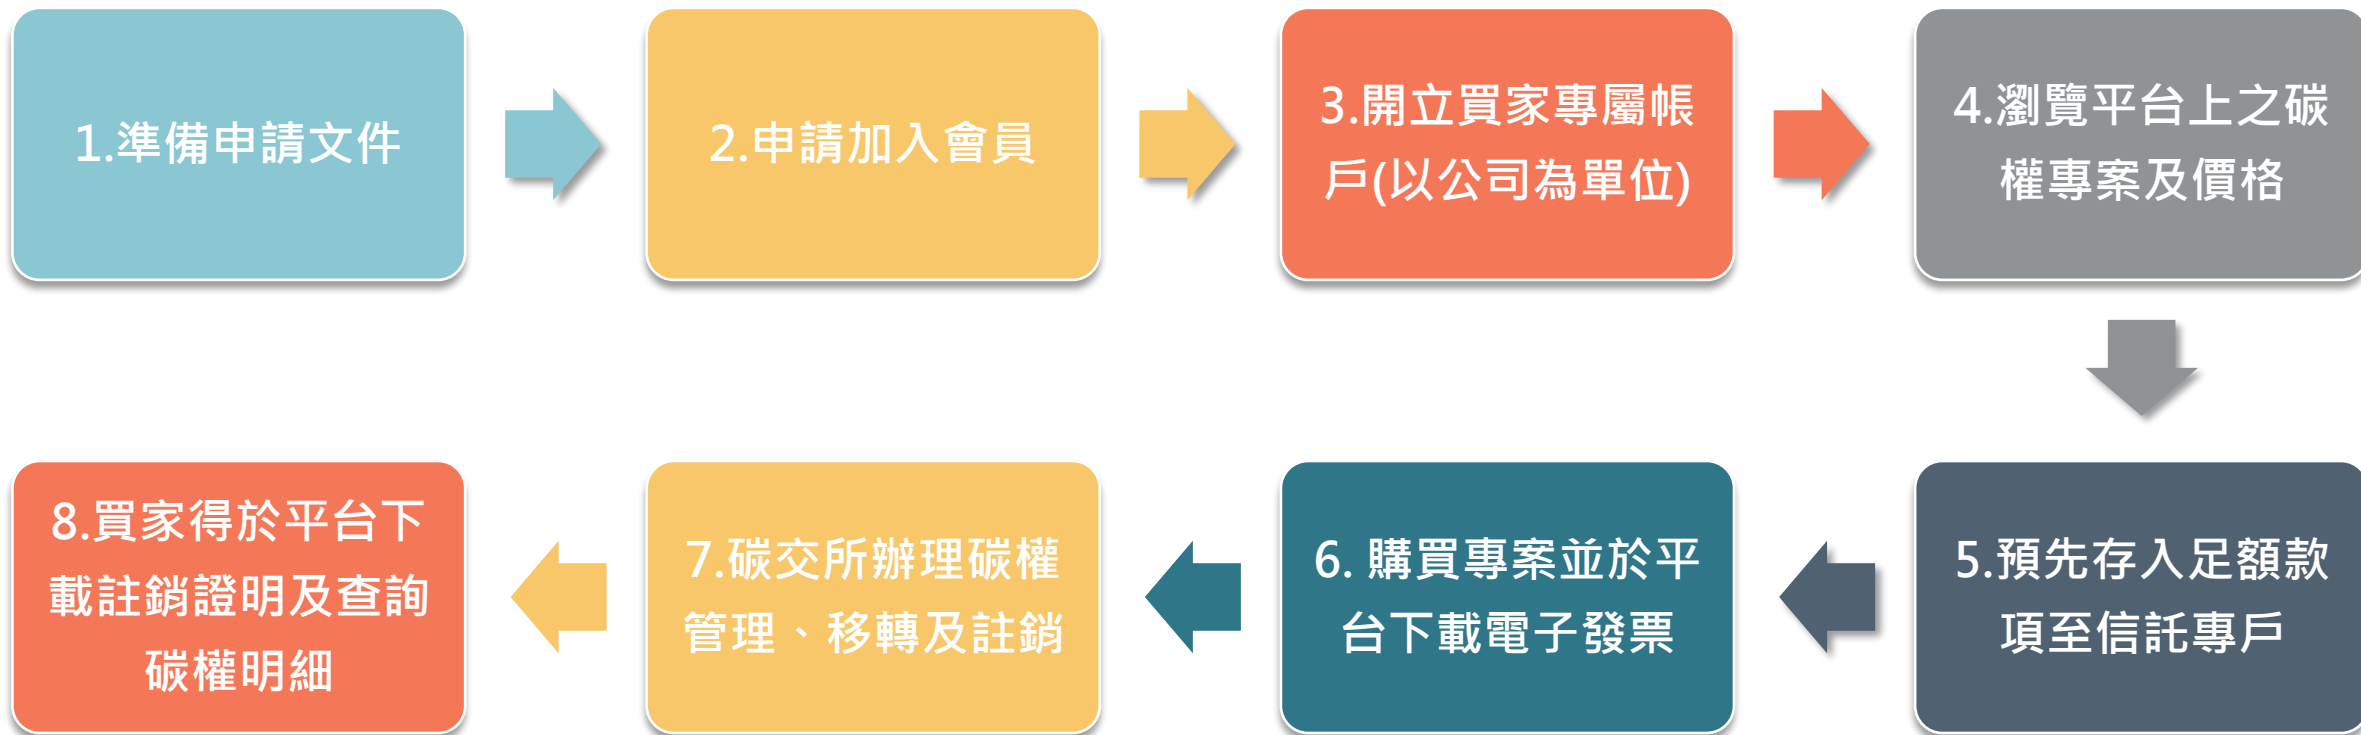 1.準備申請文件
2.申請加入會員
3.開立買家專屬帳
戶(以公司為單位)
4.瀏覽平台上之碳
權專案及價格
5.預先存入足額款
項至信託專戶
6. 購買專案並於平
台下載電子發票
7.碳交所辦理碳權
管理、移轉及註銷
8.買家得於平台下
載註銷證明及查詢
碳權明細